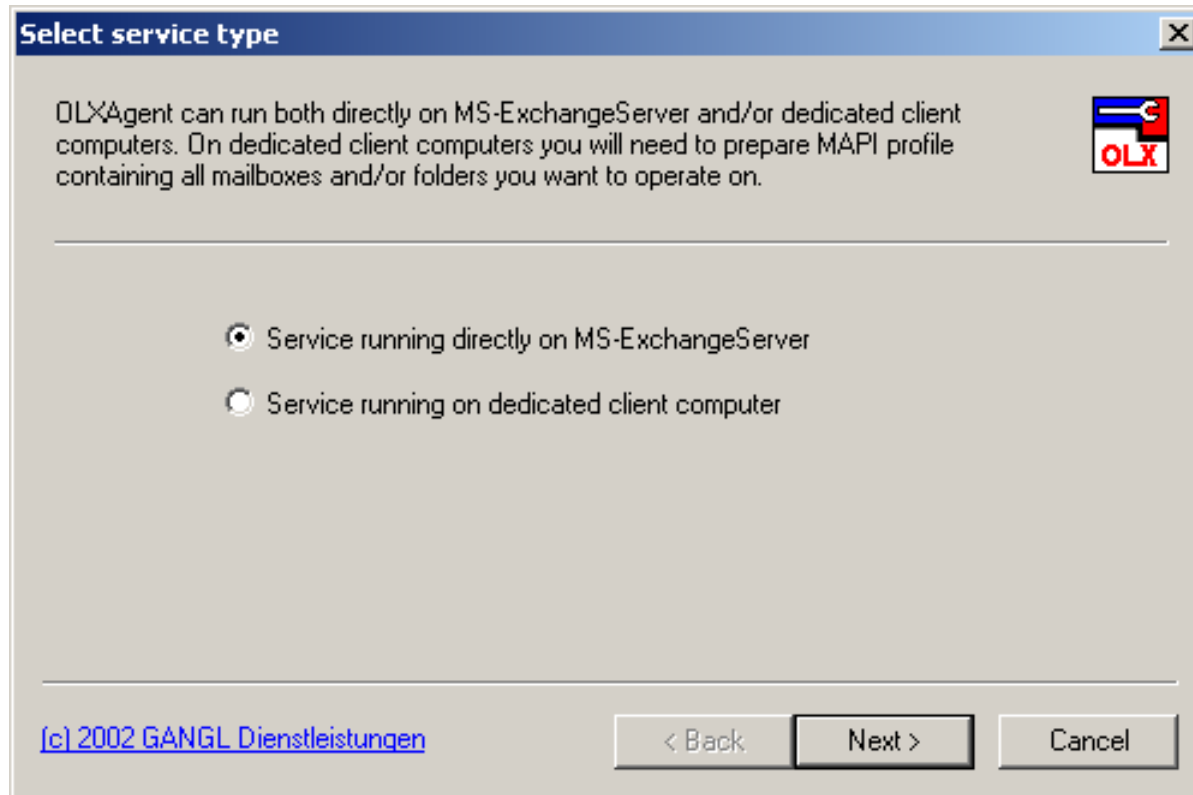 Select service type
OLXAgent can run both directly on MS-ExchangeServer and/or dedicated client
computers. On dedicated client computers you will need to prepare MAPI profile
containing all mailboxes and/or folders you want to operate on.
OLX
Service running directly on MS-ExchangeServer
Service running on dedicated client computer
(c) 2002 GANGL Dienstleistungen
< Back
Next >
Cancel